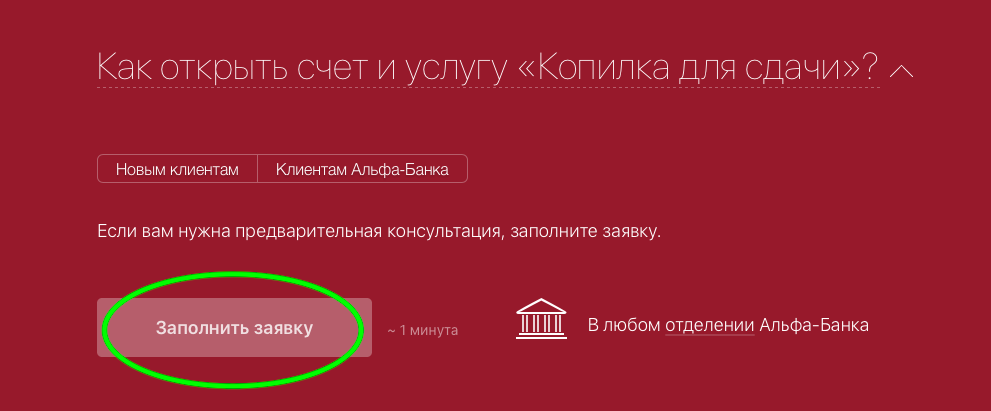 Как открыть счет и услугу «Копилка для сдачи»?
Новым клиентам Клиентам Альфа-Банка
Если вам нужна предварительная консультация, заполните заявку.
Заполнить заявку ~ 1 минута В любом отделении Альфа-Банка